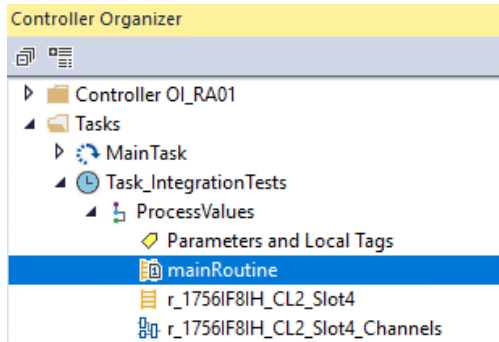 Controller Organizer
Controller OI_RA01
Tasks
MainTask
Task_IntegrationTests
ProcessValues
Parameters and Local Tags
mainRoutine
r_1756IF8IH_CL2_Slot4
r_1756IF8IH_CL2_Slot4_Channels